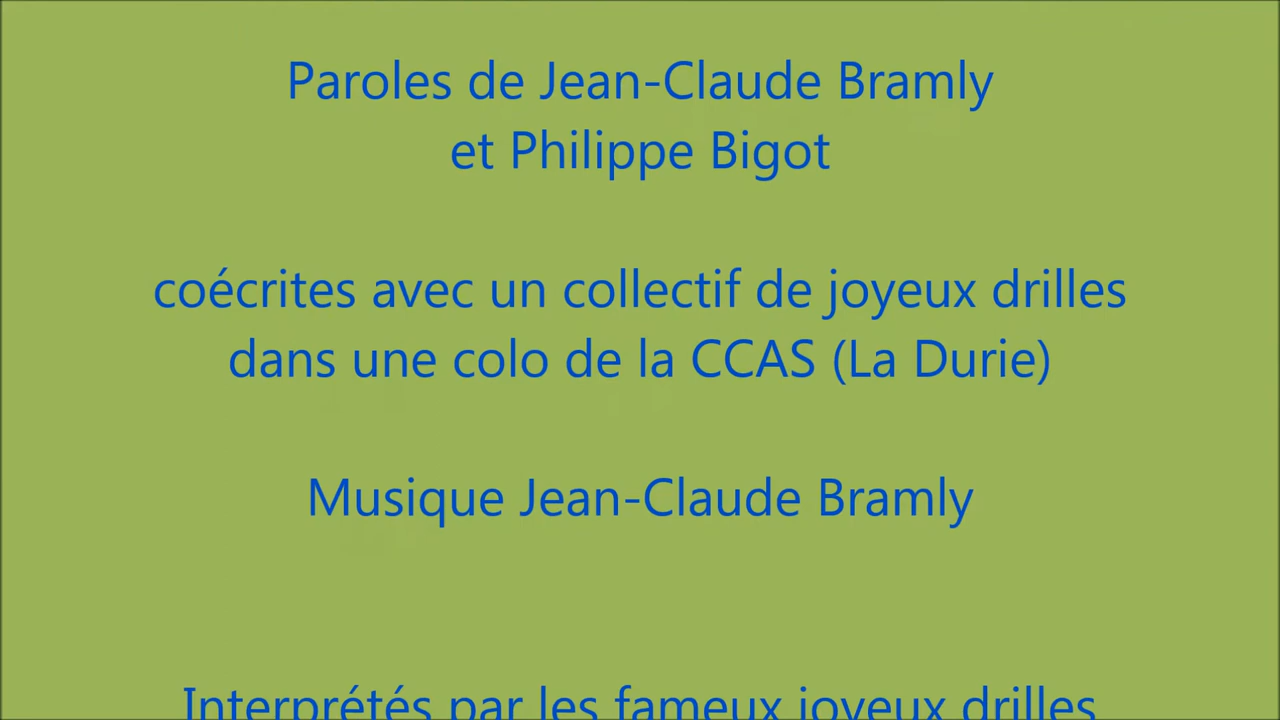 Paroles de Jean-Claude Bramly
et Philippe Bigot
coécrites avec un collectif de joyeux drilles
dans une colo de la CCAS (La Durie)
Musique Jean-Claude Bramly
Interprétés par les fameux joyeux drilles